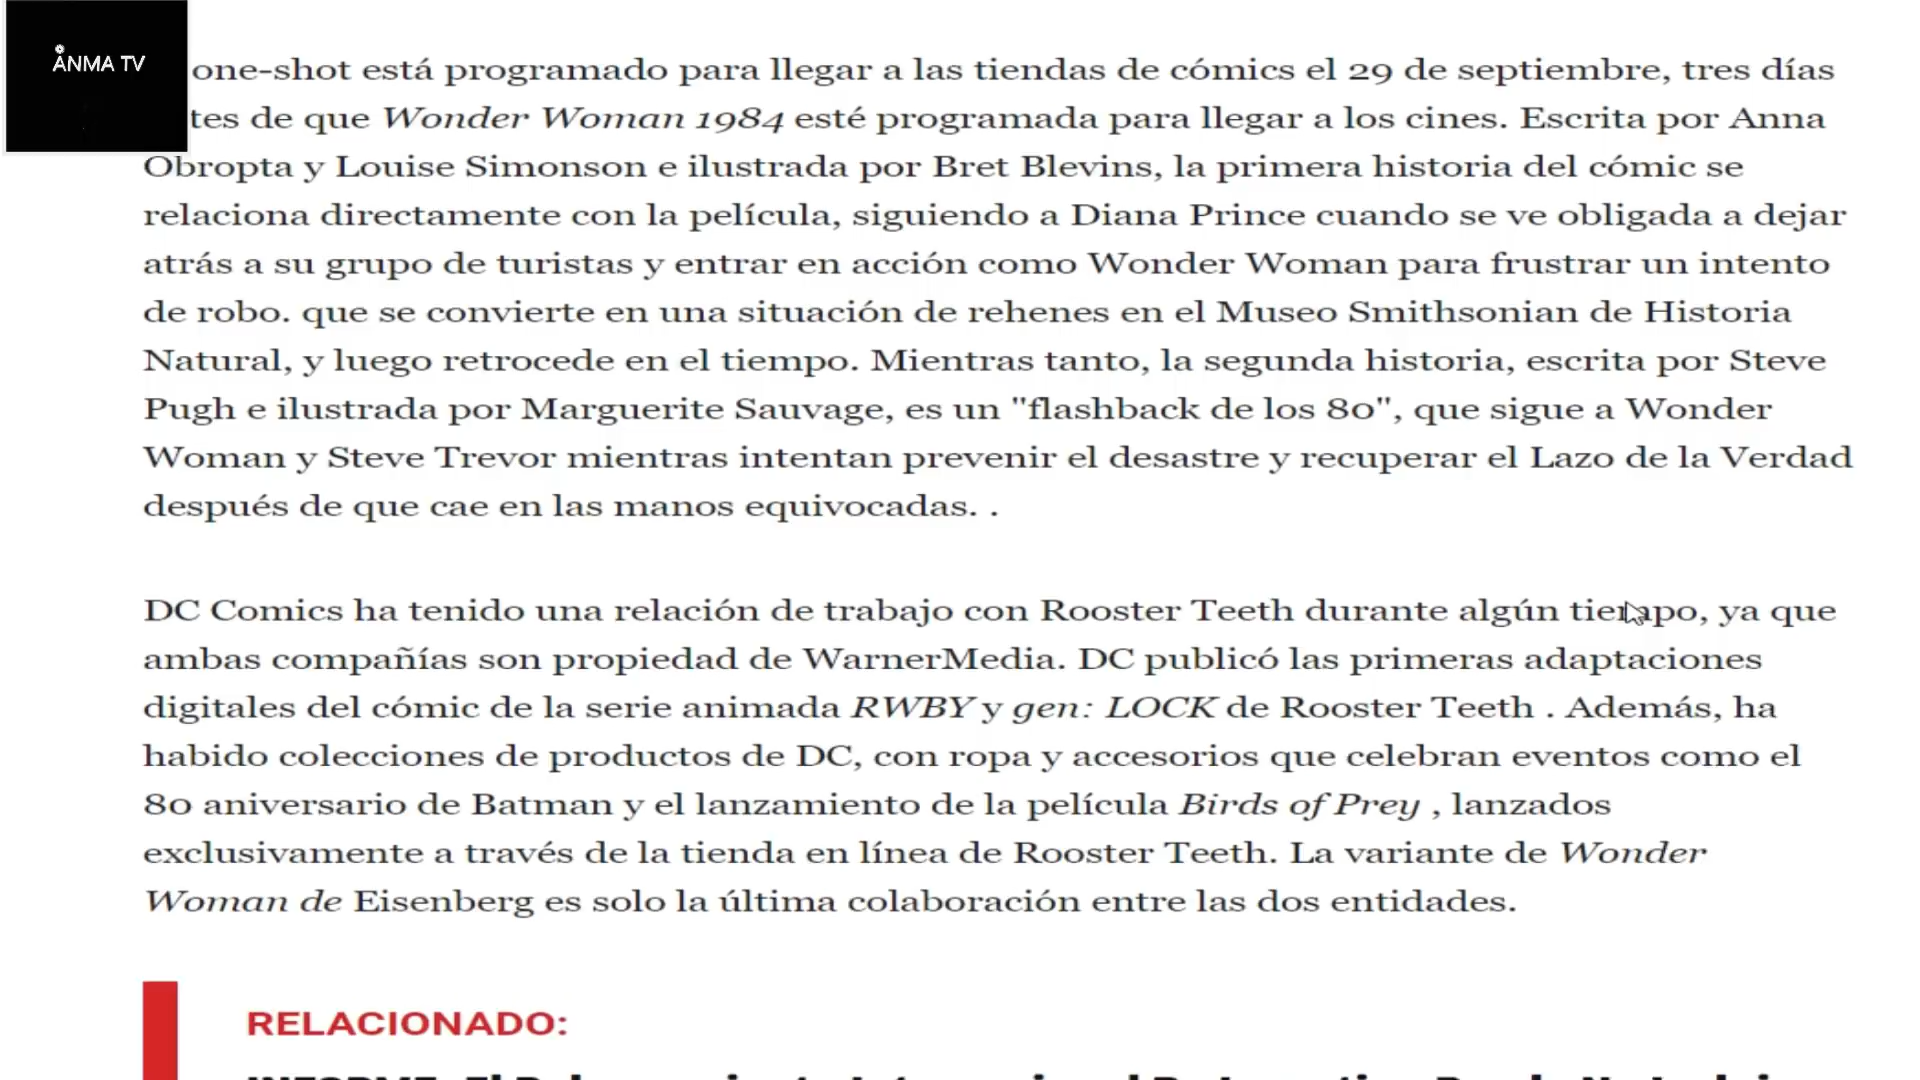 ANMA TV
one-shot está programado para llegar a las tiendas de cómics el 29 de septiembre, tres días
tes de que Wonder Woman 1984 esté programada para llegar a los cines. Escrita por Anna
Obropta y Louise Simonson e ilustrada por Bret Blevins, la primera historia del cómic se
relaciona directamente con la película, siguiendo a Diana Prince cuando se ve obligada a dejar
atrás a su grupo de turistas y entrar en acción como Wonder Woman para frustrar un intento
de robo. que se convierte en una situación de rehenes en el Museo Smithsonian de Historia
Natural, y luego retrocede en el tiempo. Mientras tanto, la segunda historia, escrita por Steve
Pugh e ilustrada por Marguerite Sauvage, es un "flashback de los 80", que sigue a Wonder
Woman y Steve Trevor mientras intentan prevenir el desastre y recuperar el Lazo de la Verdad
después de que cae en las manos equivocadas. .
DC Comics ha tenido una relación de trabajo con Rooster Teeth durante algún tiempo, ya que
ambas compañías son propiedad de WarnerMedia. DC publicó las primeras adaptaciones
digitales del cómic de la serie animada RWBY y gen: LOCK de Rooster Teeth . Además, ha
habido colecciones de productos de DC, con ropa y accesorios que celebran eventos como el
80 aniversario de Batman y el lanzamiento de la película Birds of Prey , lanzados
exclusivamente a través de la tienda en línea de Rooster Teeth. La variante de Wonder
Woman de Eisenberg es solo la última colaboración entre las dos entidades.
RELACIONADO: